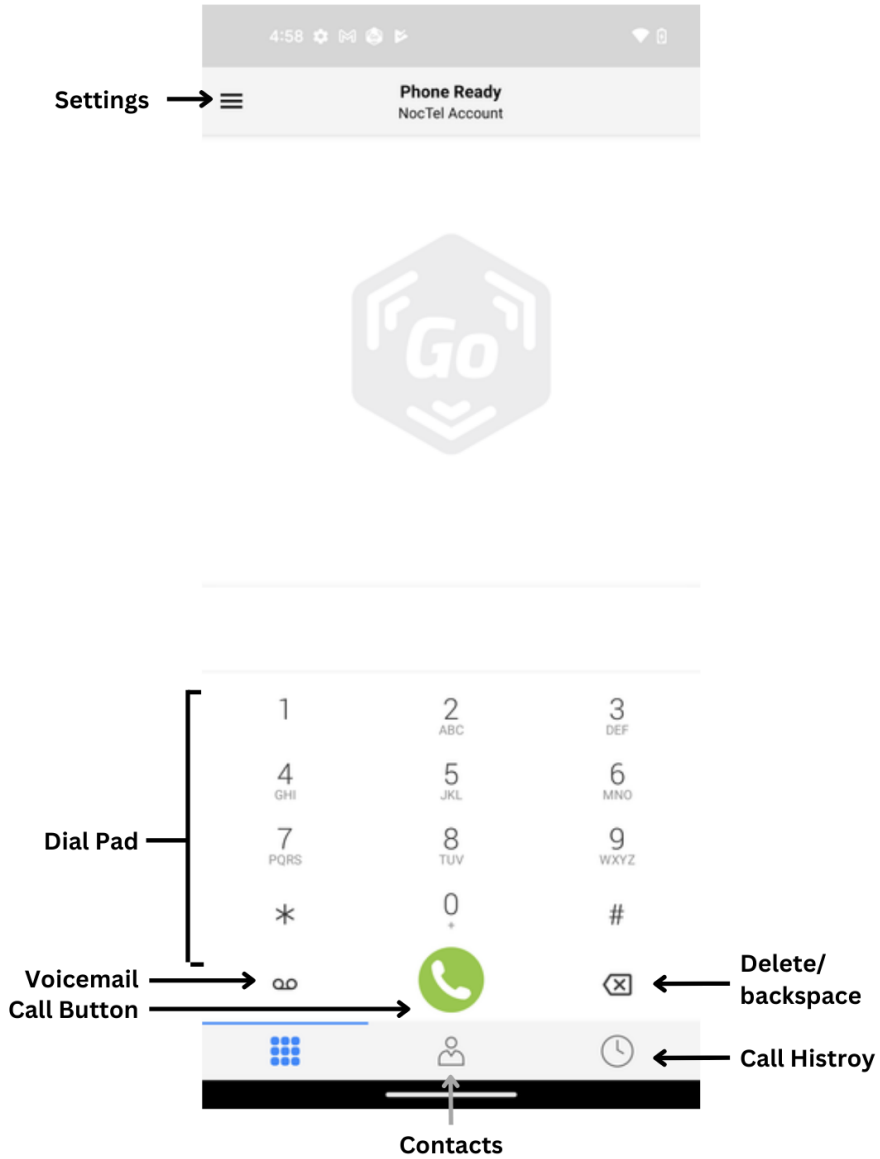 4:58
Settings
Phone Ready
NocTel Account
Go
1 2 3
ABC DEF
4 5 6
GHI JKL MNO
Dial Pad
7 8 9
PQRS TUV WXYZ
* 0 #
+
Voicemail
Call Button
Delete/
backspace
Call Histroy
Contacts